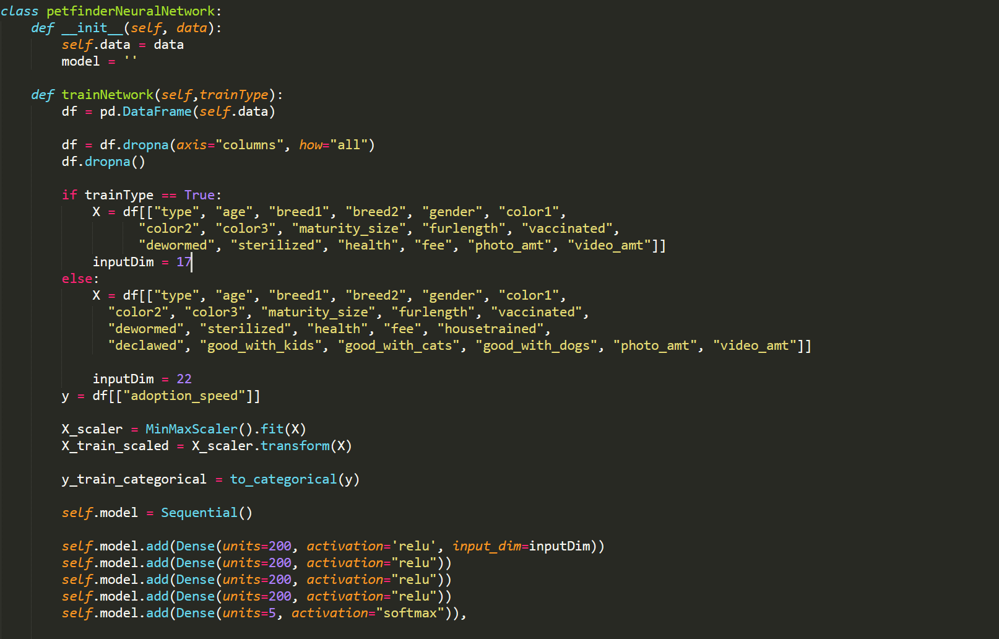 class petfinderNeuralNetwork:
    def __init__(self, data):
        self.data = data
        model = ''
    def trainNetwork(self,trainType):
        df = pd.DataFrame(self.data)
        df = df.dropna(axis="columns", how="all")
        df.dropna()
        if trainType == True:
            X = df[["type", "age", "breed1", "breed2", "gender", "color1",
                  "color2", "color3", "maturity_size", "furlength", "vaccinated",
                  "dewormed", "sterilized", "health", "fee", "photo_amt", "video_amt"]]
            inputDim = 17
        else:
            X = df[["type", "age", "breed1", "breed2", "gender", "color1",
              "color2", "color3", "maturity_size", "furlength", "vaccinated",
              "dewormed", "sterilized", "health", "fee", "housetrained",
              "declawed", "good_with_kids", "good_with_cats", "good_with_dogs", "photo_amt", "video_amt"]]
            inputDim = 22
        y = df[["adoption_speed"]]
        X_scaler = MinMaxScaler().fit(X)
        X_train_scaled = X_scaler.transform(X)
        y_train_categorical = to_categorical(y)
        self.model = Sequential()
        self.model.add(Dense(units=200, activation='relu', input_dim=inputDim))
        self.model.add(Dense(units=200, activation="relu"))
        self.model.add(Dense(units=200, activation="relu"))
        self.model.add(Dense(units=200, activation="relu"))
        self.model.add(Dense(units=5, activation="softmax")),